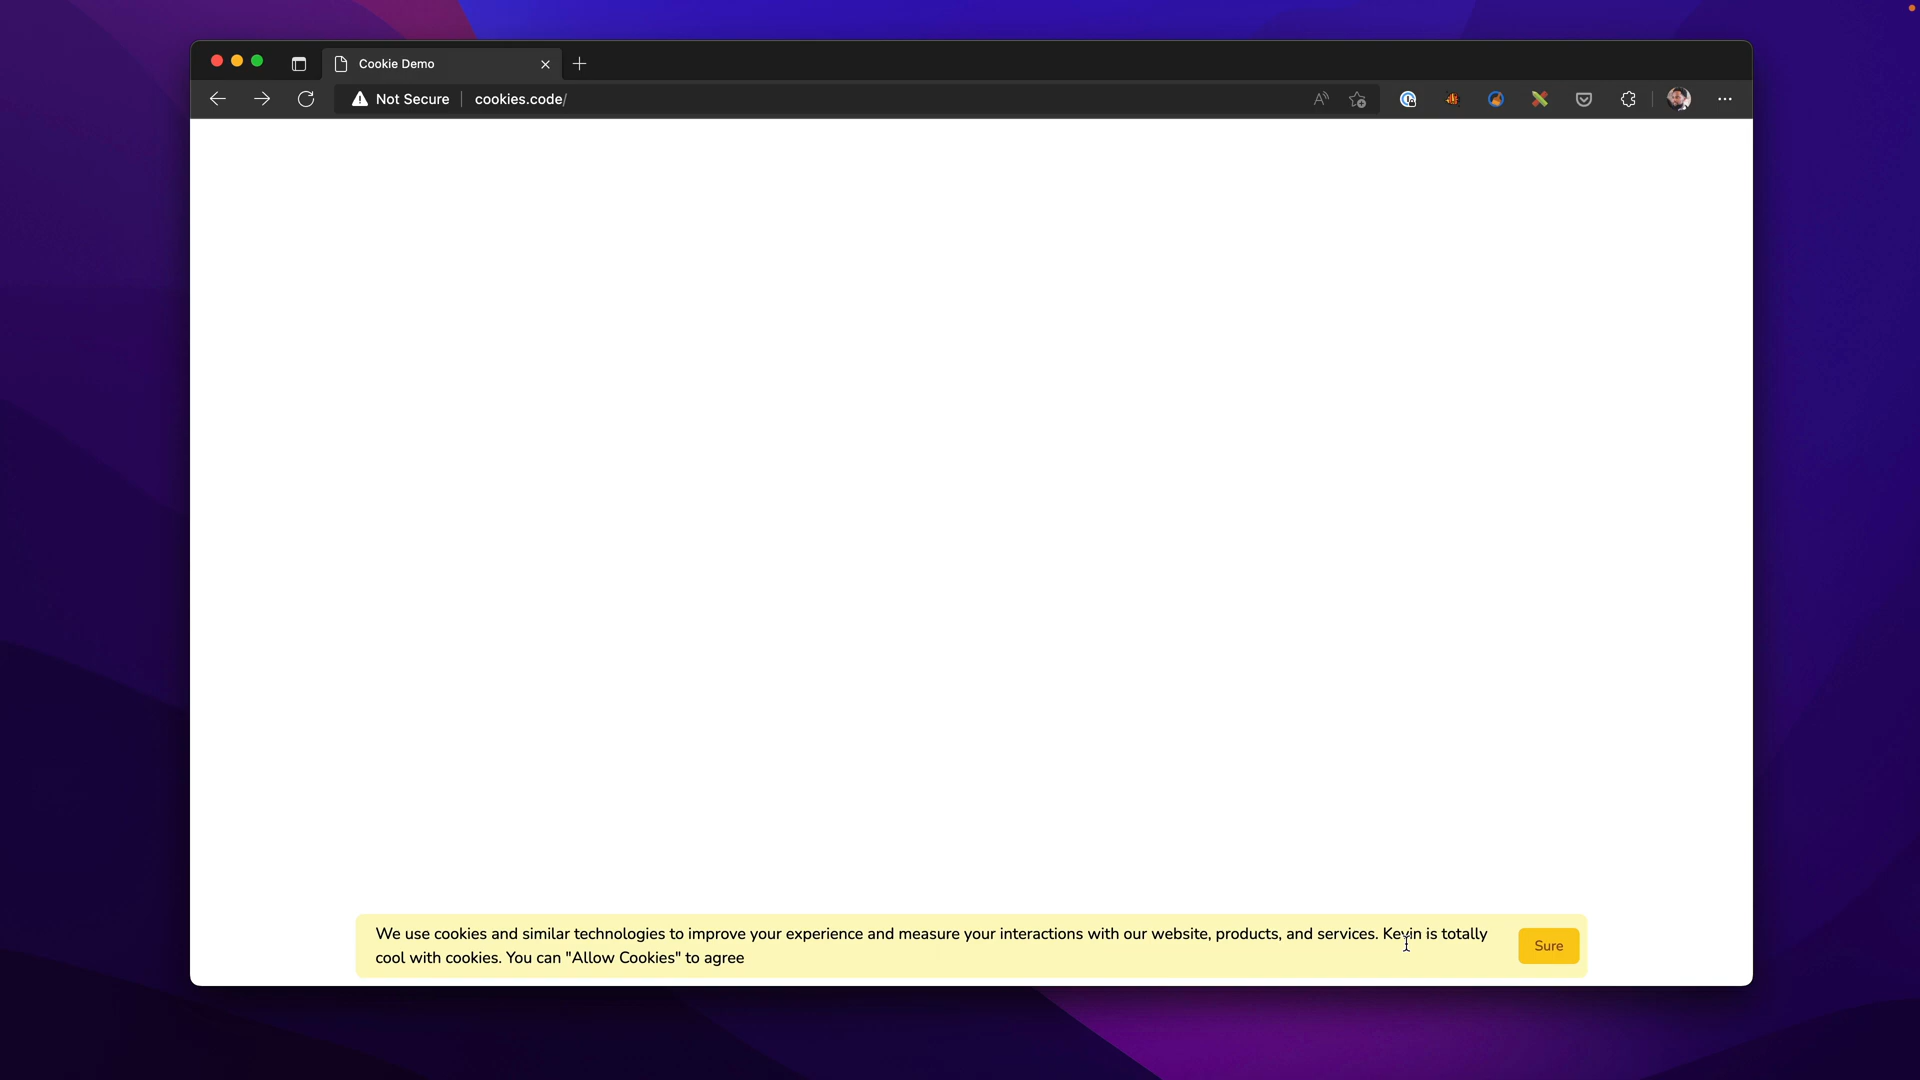 Cookie Demo
Not Secure cookies.code/
We use cookies and similar technologies to improve your experience and measure your interactions with our website, products, and services. Kevin is totally
cool with cookies. You can "Allow Cookies" to agree
Sure